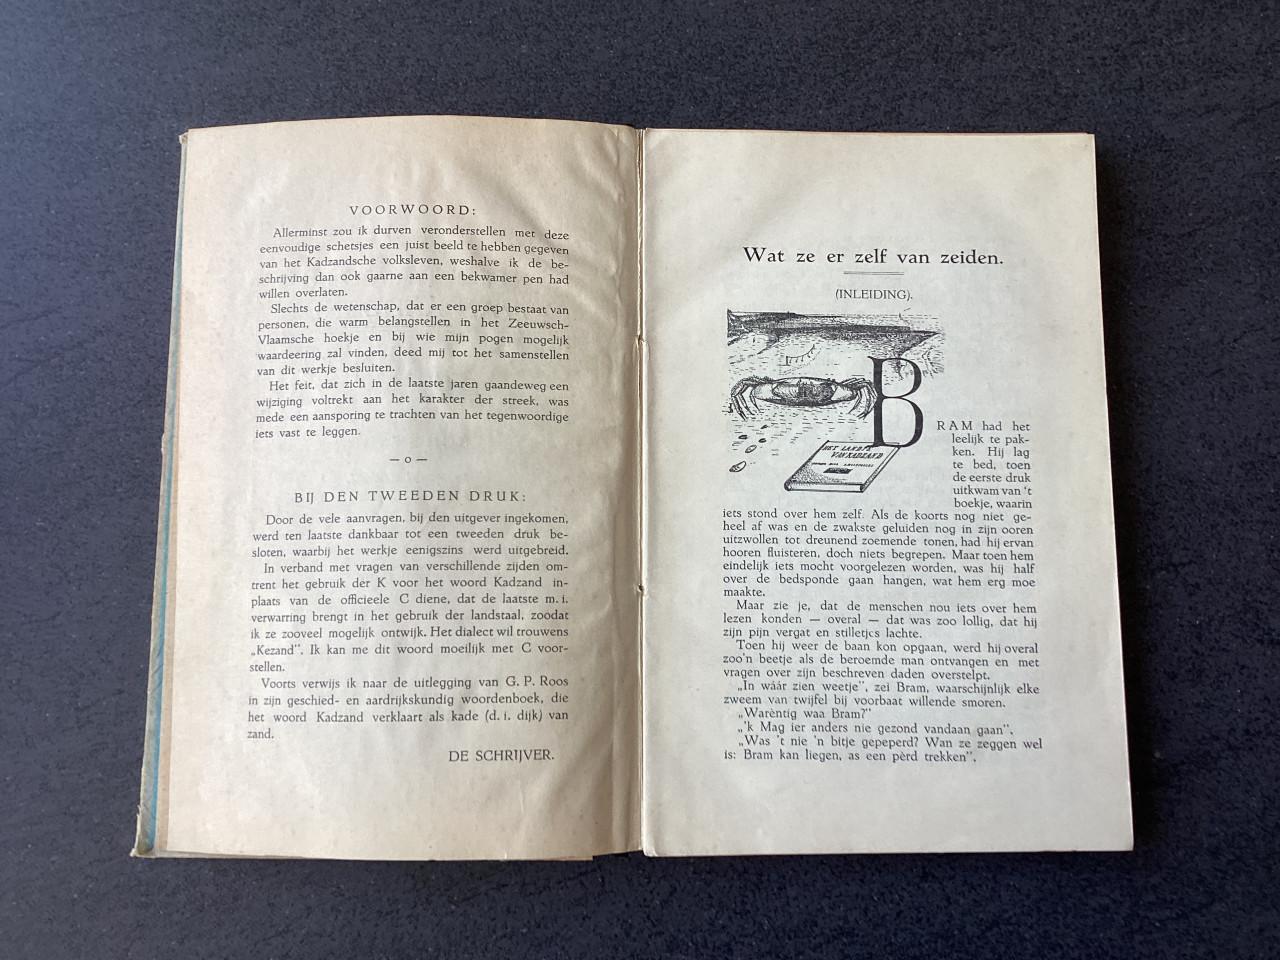 VOORWOORD:
Allerminst zou ik durven veronderstellen met deze
eenvoudige schetsjes een juist beeld te hebben gegeven
van het Kadzandsche volksleven, weshalve ik de be-
schrijving dan ook gaarne aan een bekwamer pen had
willen overlaten.
Slechts de wetenschap, dat er een groep bestaat van
personen, die warm belangstellen in het Zeeuwsch-
Vlaamsche hoekje en bij wie mijn pogen mogelijk
waardeering zal vinden, deed mij tot het samenstellen
van dit werkje besluiten.
Het feit, dat zich in de laatste jaren gaandeweg een
wijziging voltrekt aan het karakter der streek, was
mede een aansporing te trachten van het tegenwoordige
iets vast te leggen.
— o —
BIJ DEN TWEEDEN DRUK:
Door de vele aanvragen, bij den uitgever ingekomen,
werd ten laatste dankbaar tot een tweeden druk be-
sloten, waarbij het werkje eenigszins werd uitgebreid.
In verband met vragen van verschillende zijden om-
trent het gebruik der K voor het woord Kadzand in-
plaats van de officieele C diene, dat de laatste m. i.
verwarring brengt in het gebruik der landstaal, zoodat
ik ze zooveel mogelijk ontwijk. Het dialect wil trouwens
„Kezand". Ik kan me dit woord moeilijk met C voor-
stellen.
Voorts verwijs ik naar de uitlegging van G. P. Roos
in zijn geschied- en aardrijkskundig woordenboek, die
het woord Kadzand verklaart als kade (d. i. dijk) van
zand.
DE SCHRIJVER.
Wat ze er zelf van zeiden.
(INLEIDING).
HET LANDJE
VAN KADZAND
BRAM had het
leelijk te pak-
ken. Hij lag
te bed, toen
de eerste druk
uitkwam van 't
boekje, waarin
iets stond over hem zelf. Als de koorts nog niet ge-
heel af was en de zwakste geluiden nog in zijn ooren
uitzwollen tot dreunend zoemende tonen, had hij ervan
hooren fluisteren, doch niets begrepen. Maar toen hem
eindelijk iets mocht voorgelezen worden, was hij half
over de bedsponde gaan hangen, wat hem erg moe
maakte.
Maar zie je, dat de menschen nou iets over hem
lezen konden — overal — dat was zoo lollig, dat hij
zijn pijn vergat en stilletjes lachte.
Toen hij weer de baan kon opgaan, werd hij overal
zoo'n beetje als de beroemde man ontvangen en met
vragen over zijn beschreven daden overstelpt.
„In wáár zien weetje", zei Bram, waarschijnlijk elke
zweem van twijfel bij voorbaat willende smoren.
„Warèntig waa Bram?"
„'k Mag ier anders nie gezond vandaan gaan".
„Was 't nie 'n bitje gepeperd? Wan ze zeggen wel
is: Bram kan liegen, as een pèrd trekken".